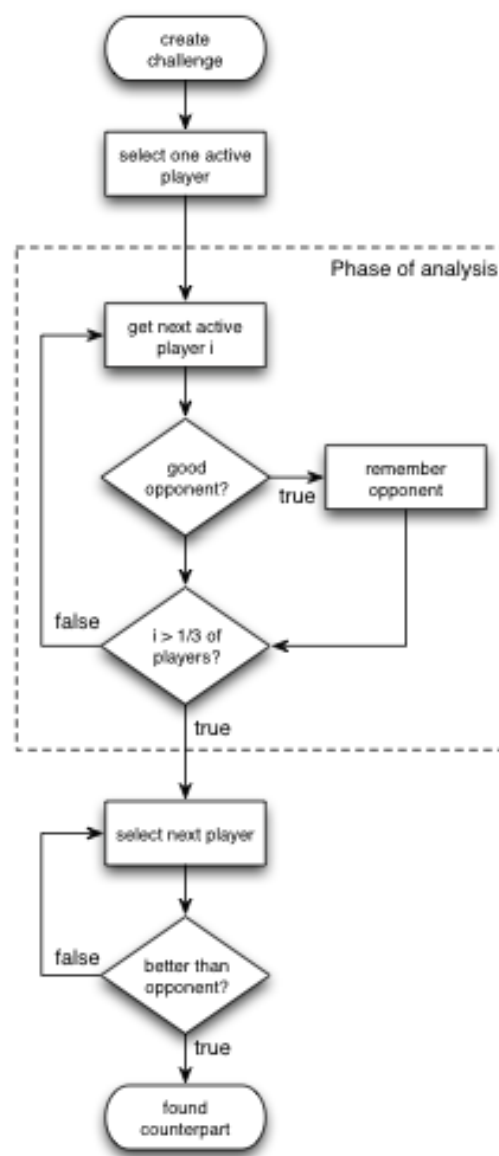 create
challenge
select one active
player
Phase of analysis
get next active
player i
good
opponent?
true
remember
opponent
false
i > 1/3 of
players?
true
select next player
false
better than
opponent?
true
found
counterpart